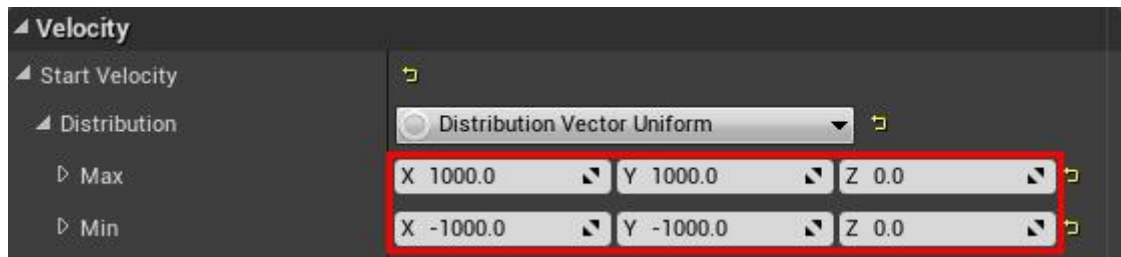 Velocity
Start Velocity
Distribution Distribution Vector Uniform
Max X 1000.0 Y 1000.0 Z 0.0
Min X -1000.0 Y -1000.0 Z 0.0